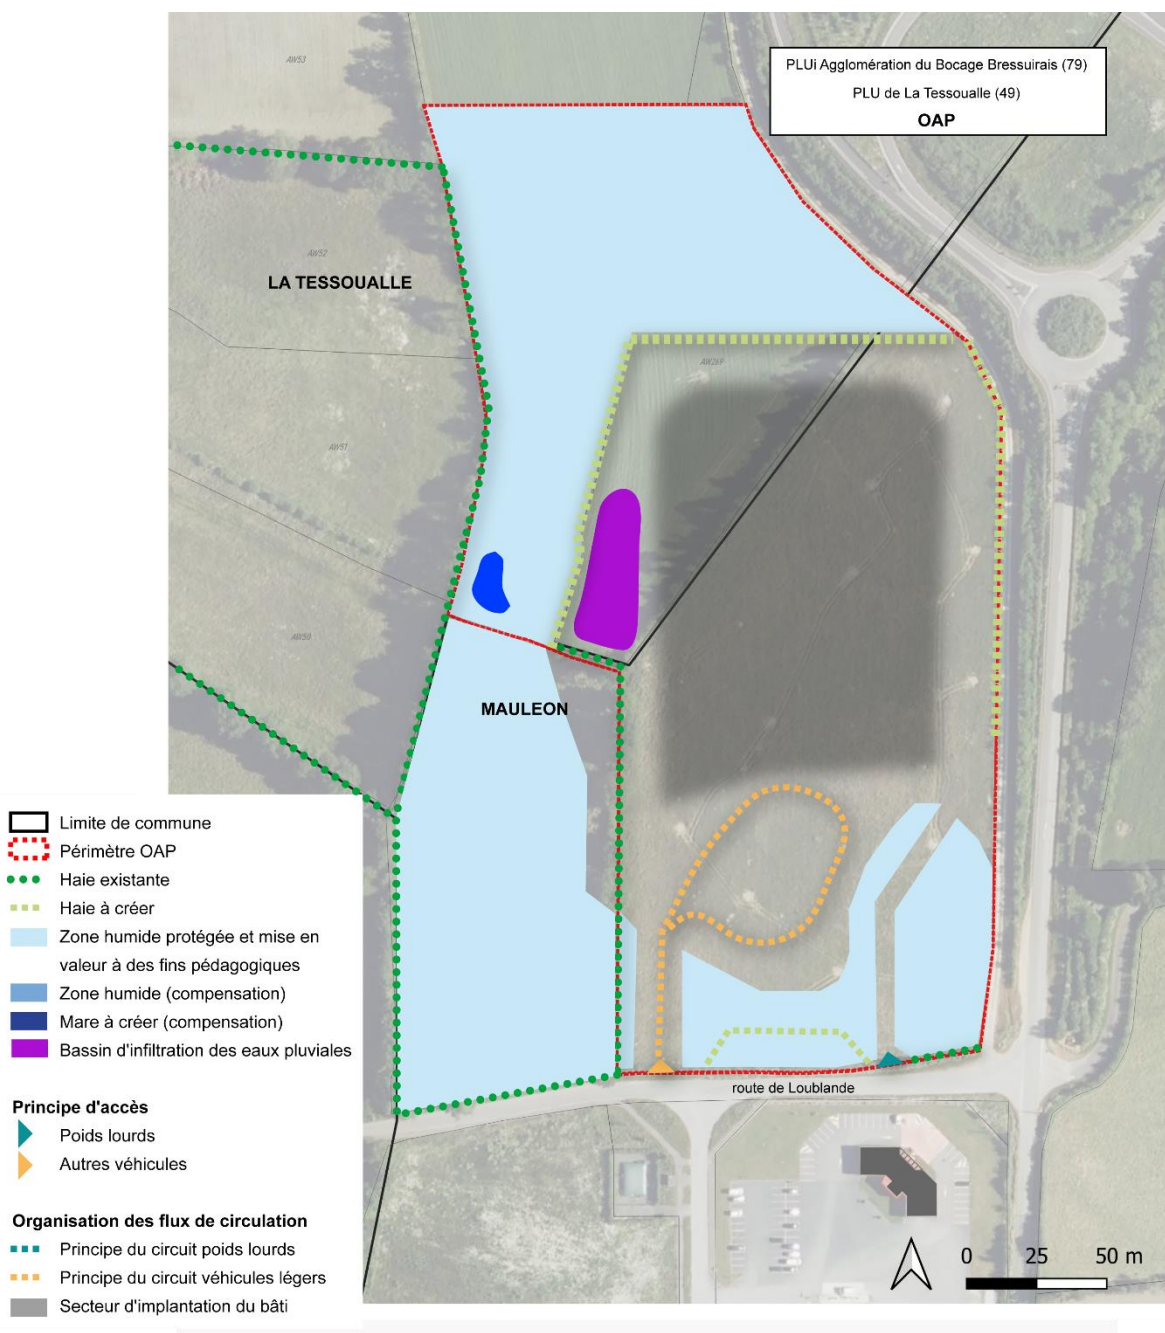 PLUi Agglomération du Bocage Bressuirais (79)
PLU de La Tessoualle (49)
OAP
AW53
AW52
LA TESSOUALLE
AW51
AW50
MAULEON
Limite de commune
Périmètre OAP
Haie existante
Haie à créer
Zone humide protégée et mise en
valeur à des fins pédagogiques
Zone humide (compensation)
Mare à créer (compensation)
Bassin d'infiltration des eaux pluviales
Principe d'accès
Poids lourds
Autres véhicules
Organisation des flux de circulation
Principe du circuit poids lourds
Principe du circuit véhicules légers
Secteur d'implantation du bâti
route de Loublande
0 25 50 m